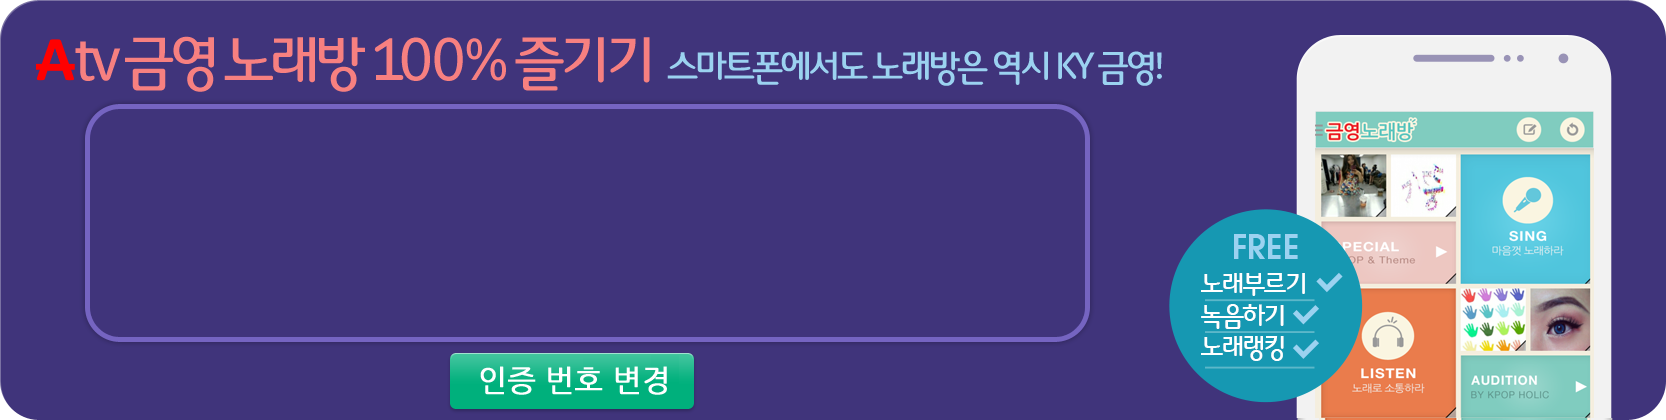 Atv 금영 노래방 100% 즐기기 스마트폰에서도 노래방은 역시 KY 금영!
인증 번호 변경
FREE
노래부르기
녹음하기
노래랭킹
금영노래방
SING
마음껏 노래하라
PECIAL
OP & Theme
LISTEN
노래로 소통하라
AUDITION
BY KPOP HOLIC